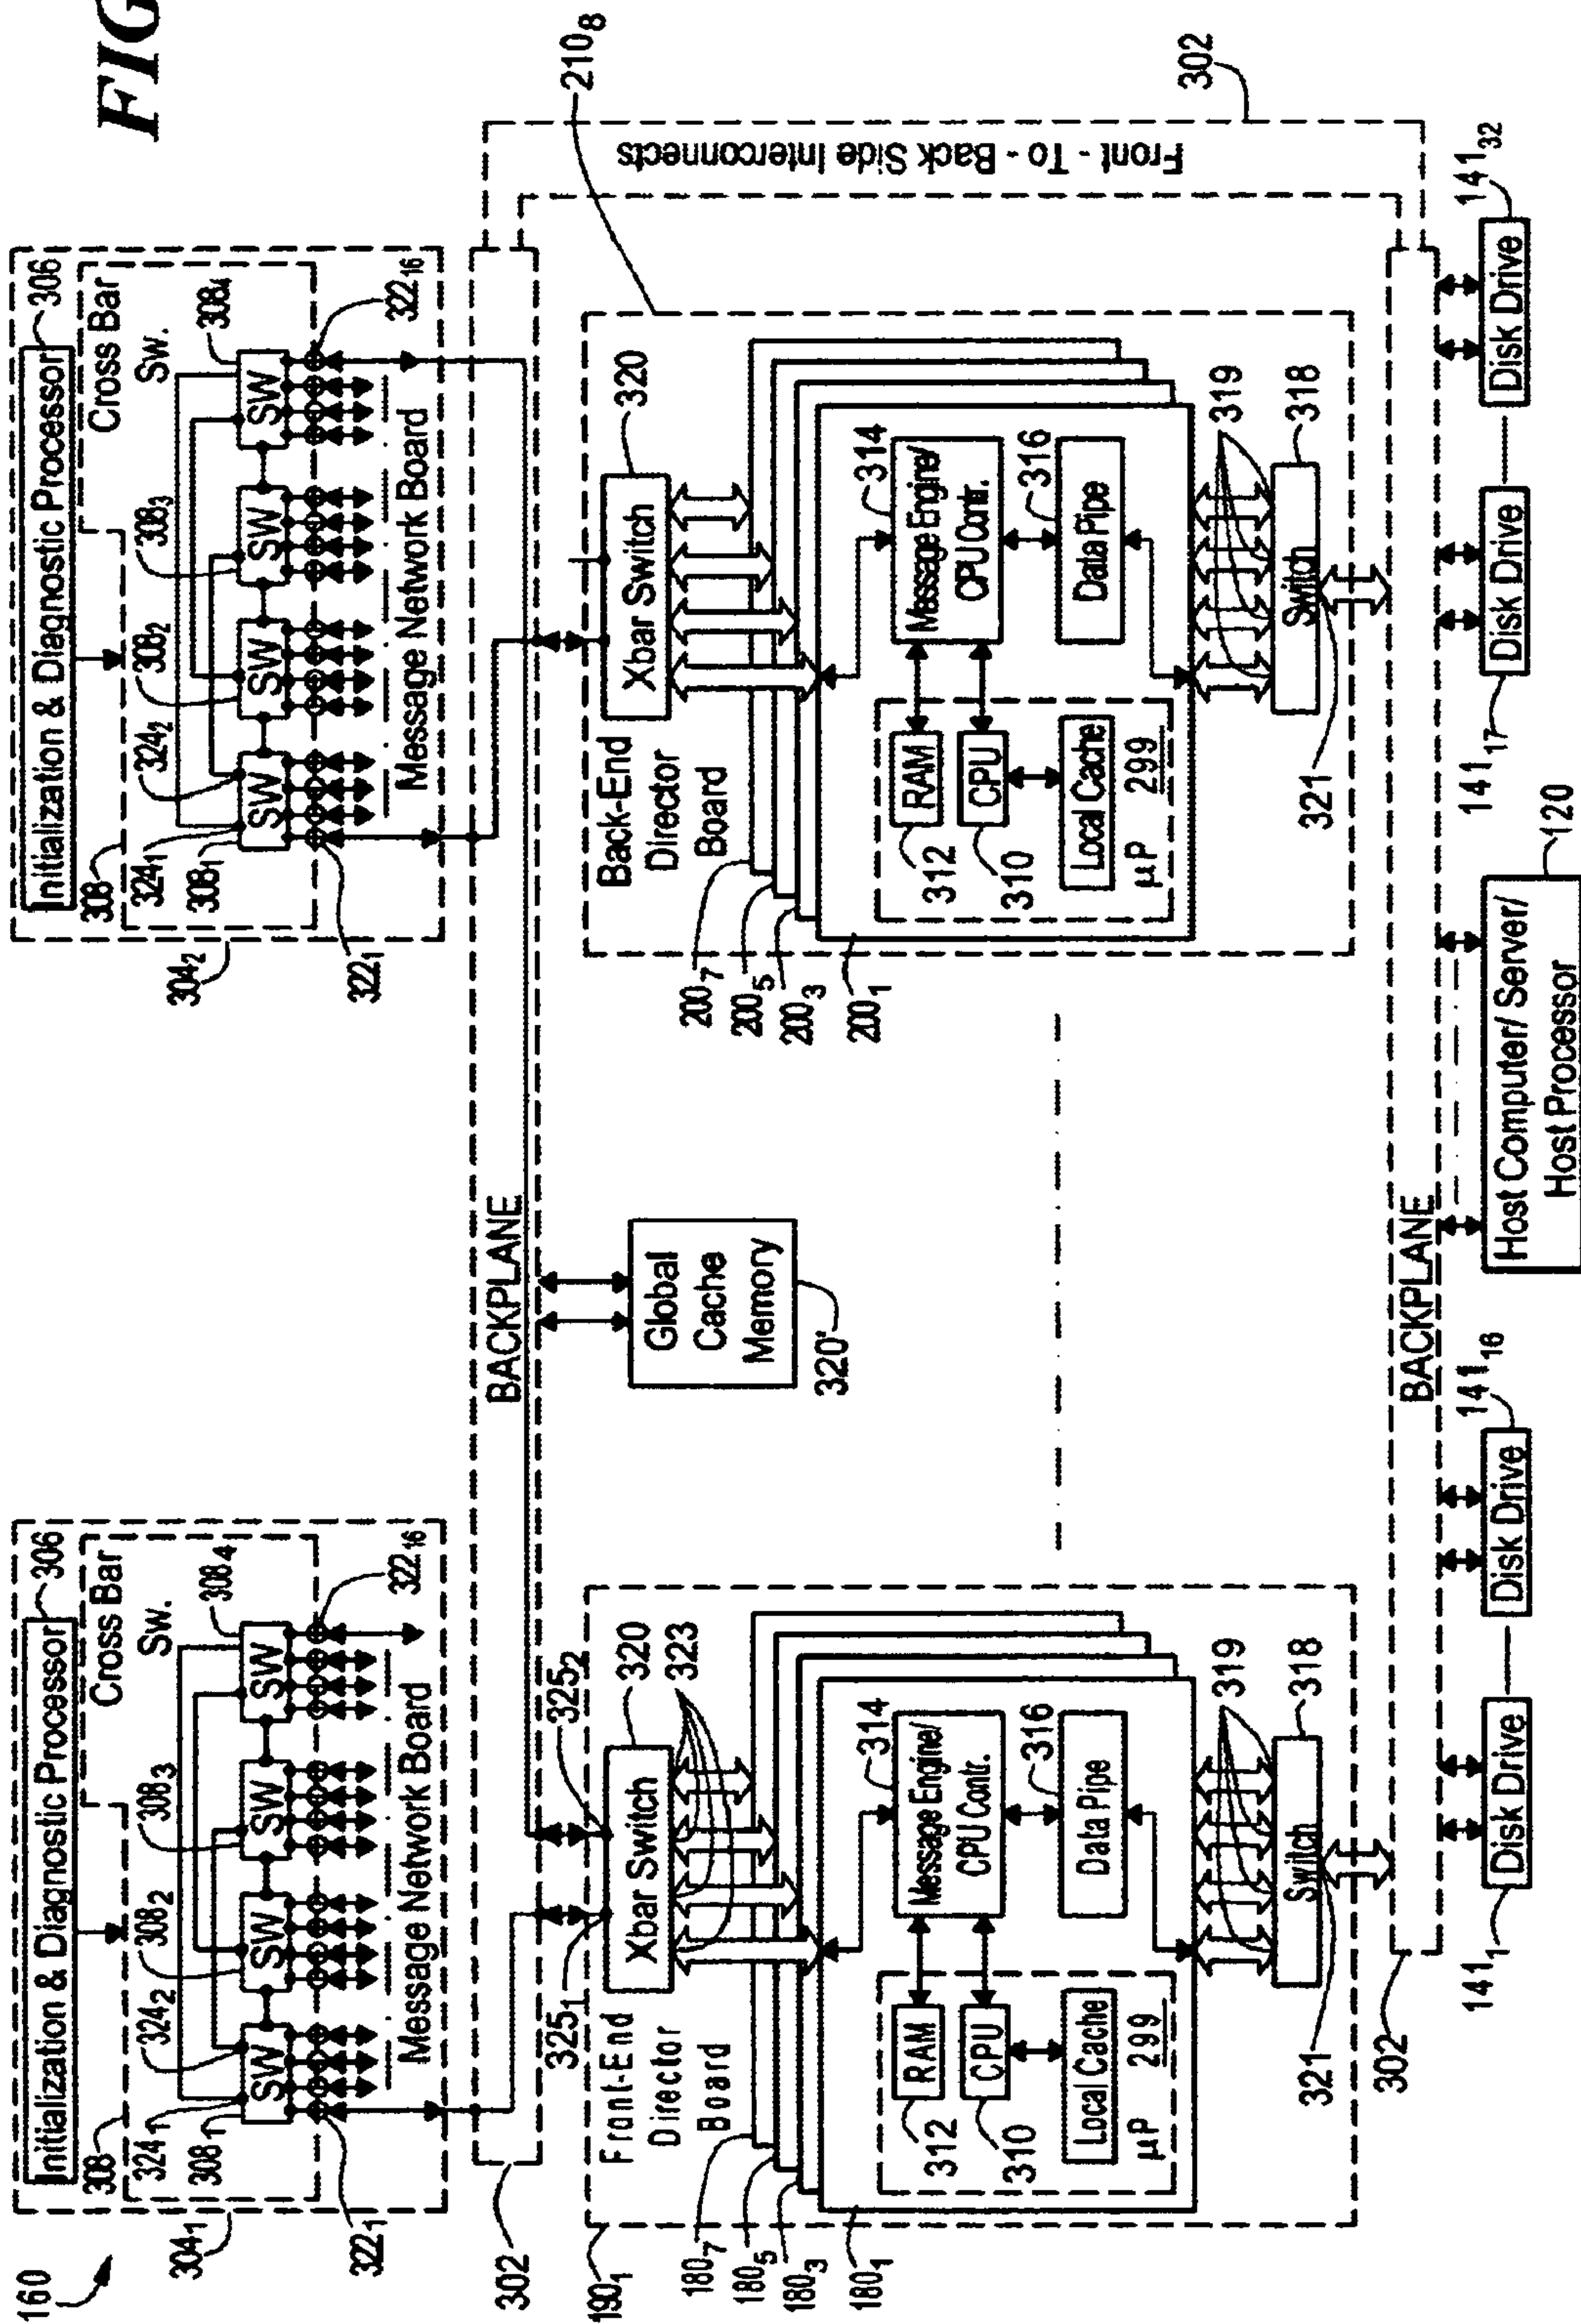 FIG
160
304₁
Initialization & Diagnostic Processor
306
308
Cross Bar
Sw.
324₁
324₂
308₁
308₂
308₃
308₄
SW
SW
SW
SW
322₁
322₁₆
Message Network Board
304₂
Initialization & Diagnostic Processor
306
308
Cross Bar
Sw.
324₁
324₂
308₁
308₂
308₃
308₄
SW
SW
SW
SW
322₁
322₁₆
Message Network Board
302
BACKPLANE
Front - To - Back Side Interconnects
302
190₁
325₁
325₂
Front-End
Director
Board
Xbar Switch
320
323
180₇
180₅
180₃
180₁
RAM
312
CPU
310
Local Cache
µP
299
Message Engine/
CPU Contr.
314
Data Pipe
316
319
Switch
318
321
Global
Cache
Memory
320'
210₈
Back-End
Director
Board
Xbar Switch
320
200₇
200₅
200₃
200₁
RAM
312
CPU
310
Local Cache
µP
299
Message Engine/
CPU Contr.
314
Data Pipe
316
319
Switch
318
321
302
BACKPLANE
141₁
Disk Drive
Disk Drive
141₁₆
Host Computer/ Server/
Host Processor
120
141₁₇
Disk Drive
Disk Drive
141₃₂